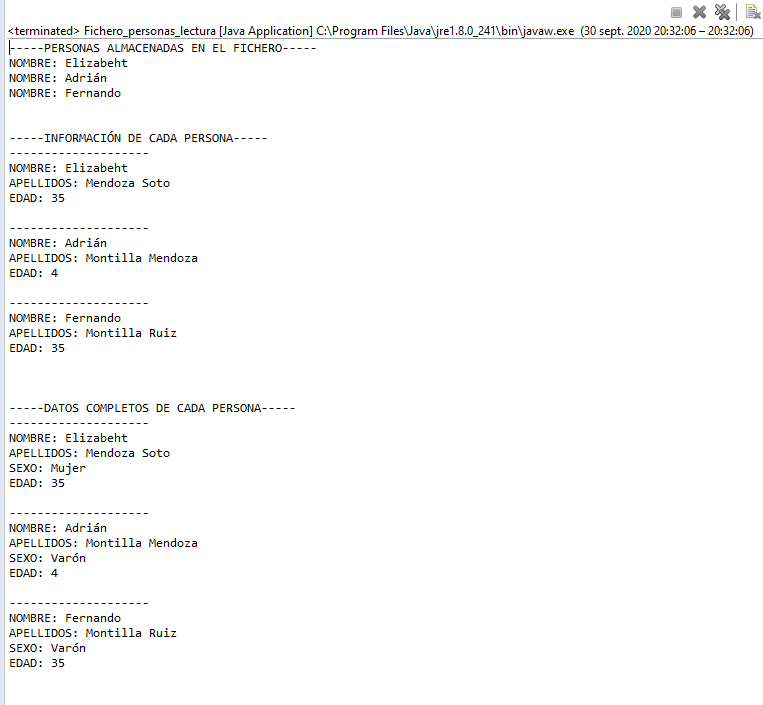 <terminated> Fichero_personas_lectura [Java Application] C:\Program Files\Java\jre1.8.0_241\bin\javaw.exe (30 sept. 2020 20:32:06 – 20:32:06)
-----PERSONAS ALMACENADAS EN EL FICHERO-----
NOMBRE: Elizabeht
NOMBRE: Adrián
NOMBRE: Fernando
-----INFORMACIÓN DE CADA PERSONA-----
--------------------
NOMBRE: Elizabeht
APELLIDOS: Mendoza Soto
EDAD: 35
--------------------
NOMBRE: Adrián
APELLIDOS: Montilla Mendoza
EDAD: 4
--------------------
NOMBRE: Fernando
APELLIDOS: Montilla Ruiz
EDAD: 35
-----DATOS COMPLETOS DE CADA PERSONA-----
--------------------
NOMBRE: Elizabeht
APELLIDOS: Mendoza Soto
SEXO: Mujer
EDAD: 35
--------------------
NOMBRE: Adrián
APELLIDOS: Montilla Mendoza
SEXO: Varón
EDAD: 4
--------------------
NOMBRE: Fernando
APELLIDOS: Montilla Ruiz
SEXO: Varón
EDAD: 35